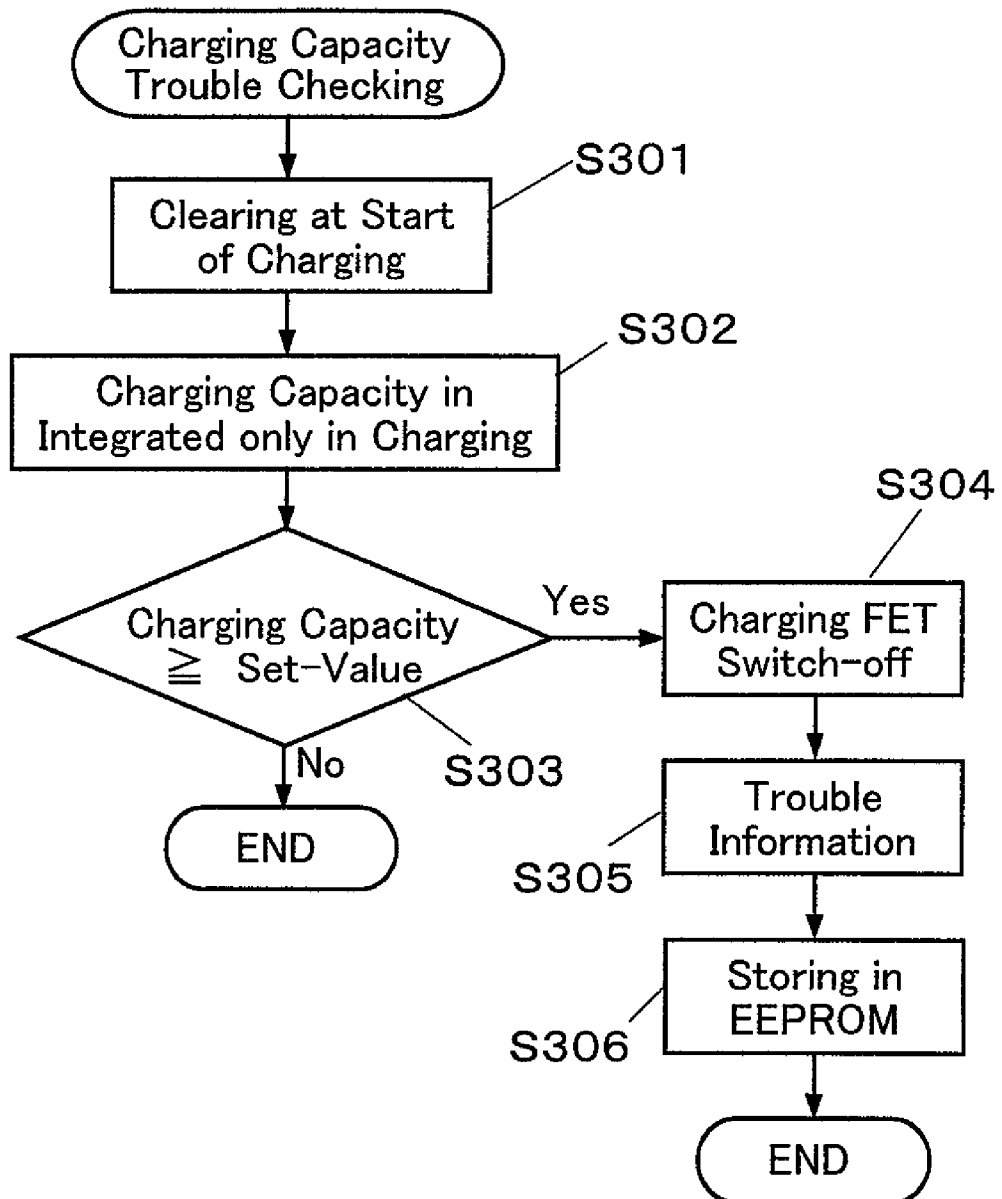 Charging Capacity
Trouble Checking
S301
Clearing at Start
of Charging
S302
Charging Capacity in
Integrated only in Charging
S304
Charging Capacity
≧ Set-Value
Yes
Charging FET
Switch-off
No
S303
END
Trouble
Information
S305
Storing in
EEPROM
S306
END